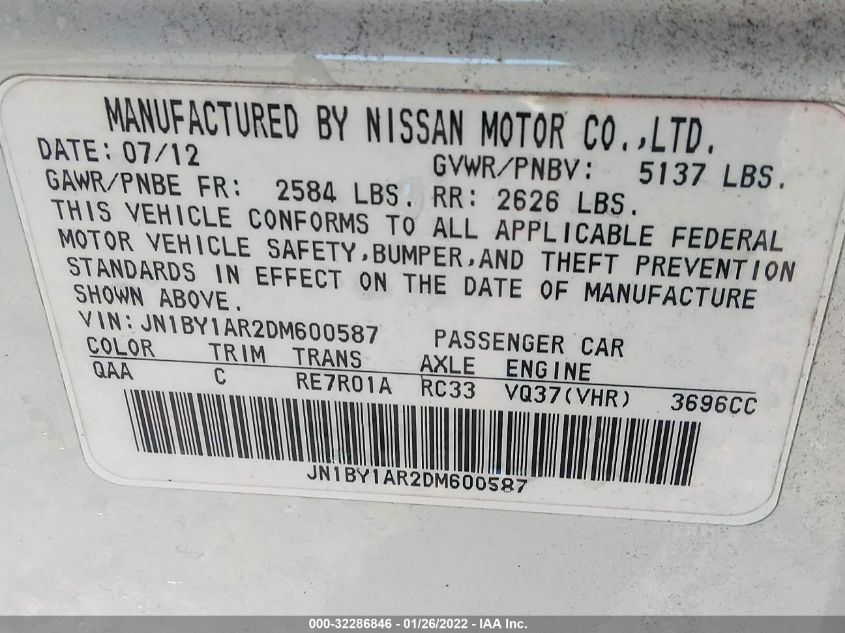 MANUFACTURED BY NISSAN MOTOR CO.,LTD.
DATE: 07/12 GVWR/PNBV: 5137 LBS.
GAWR/PNBE FR: 2584 LBS. RR: 2626 LBS.
THIS VEHICLE CONFORMS TO ALL APPLICABLE FEDERAL
MOTOR VEHICLE SAFETY,BUMPER,AND THEFT PREVENTION
STANDARDS IN EFFECT ON THE DATE OF MANUFACTURE
SHOWN ABOVE.
VIN: JN1BY1AR2DM600587 PASSENGER CAR
COLOR TRIM TRANS AXLE ENGINE
QAA C RE7R01A RC33 VQ37(VHR) 3696CC
JN1BY1AR2DM600587
000-32286846 - 01/26/2022 - IAA Inc.